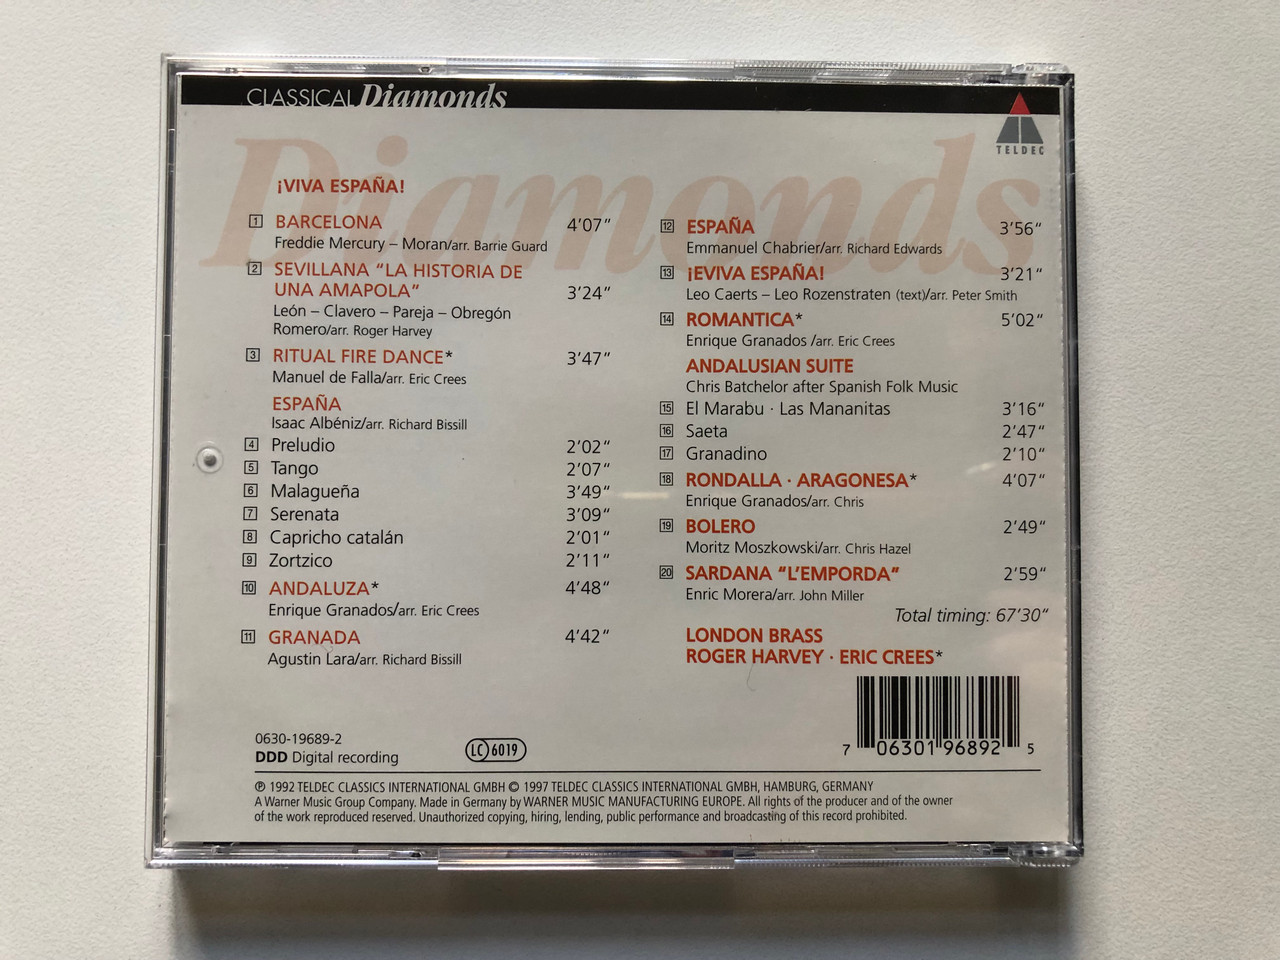 CLASSICAL Diamonds
Diamonds
TELDEC
¡VIVA ESPAÑA!
1 BARCELONA 4’07”
Freddie Mercury – Moran/arr. Barrie Guard
2 SEVILLANA “LA HISTORIA DE
UNA AMAPOLA” 3’24”
León – Clavero – Pareja – Obregón
Romero/arr. Roger Harvey
3 RITUAL FIRE DANCE* 3’47”
Manuel de Falla/arr. Eric Crees
ESPAÑA
Isaac Albéniz/arr. Richard Bissill
4 Preludio 2’02”
5 Tango 2’07”
6 Malagueña 3’49”
7 Serenata 3’09”
8 Capricho catalán 2’01”
9 Zortzico 2’11”
10 ANDALUZA* 4’48”
Enrique Granados/arr. Eric Crees
11 GRANADA 4’42”
Agustin Lara/arr. Richard Bissill
12 ESPAÑA 3’56”
Emmanuel Chabrier/arr. Richard Edwards
13 ¡EVIVA ESPAÑA! 3’21”
Leo Caerts – Leo Rozenstraten (text)/arr. Peter Smith
14 ROMANTICA* 5’02”
Enrique Granados /arr. Eric Crees
ANDALUSIAN SUITE
Chris Batchelor after Spanish Folk Music
15 El Marabu · Las Mananitas 3’16”
16 Saeta 2’47”
17 Granadino 2’10”
18 RONDALLA · ARAGONESA* 4’07”
Enrique Granados/arr. Chris
19 BOLERO 2’49”
Moritz Moszkowski/arr. Chris Hazel
20 SARDANA “L’EMPORDA” 2’59”
Enric Morera/arr. John Miller
Total timing: 67’30”
LONDON BRASS
ROGER HARVEY · ERIC CREES*
7 06301 96892 5
0630-19689-2
DDD Digital recording
LC 6019
℗ 1992 TELDEC CLASSICS INTERNATIONAL GMBH © 1997 TELDEC CLASSICS INTERNATIONAL GMBH, HAMBURG, GERMANY
A Warner Music Group Company. Made in Germany by WARNER MUSIC MANUFACTURING EUROPE. All rights of the producer and of the owner
of the work reproduced reserved. Unauthorized copying, hiring, lending, public performance and broadcasting of this record prohibited.